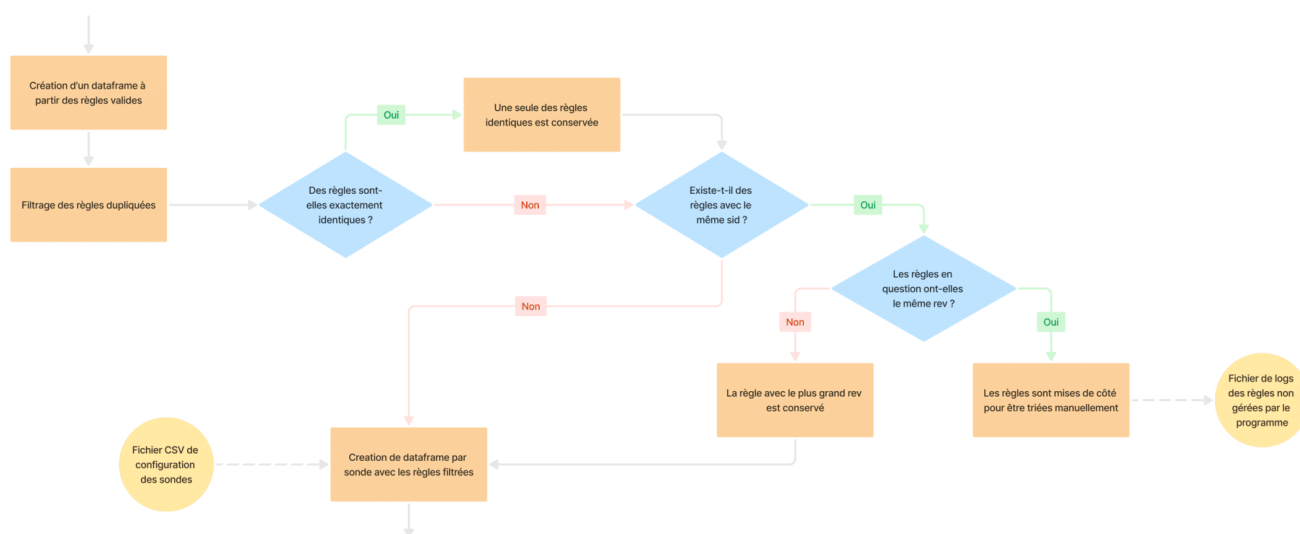 Création d'un dataframe à
partir des règles valides
Filtrage des règles dupliquées
Des règles sont-
elles exactement
identiques ?
Oui
Une seule des règles
identiques est conservée
Non
Existe-t-il des
règles avec le
même sid ?
Oui
Non
Les règles en
question ont-elles
le même rev ?
Non
Oui
La règle avec le plus grand rev
est conservé
Les règles sont mises de côté
pour être triées manuellement
Fichier de logs
des règles non
gérées par le
programme
Fichier CSV de
configuration
des sondes
Creation de dataframe par
sonde avec les règles filtrées